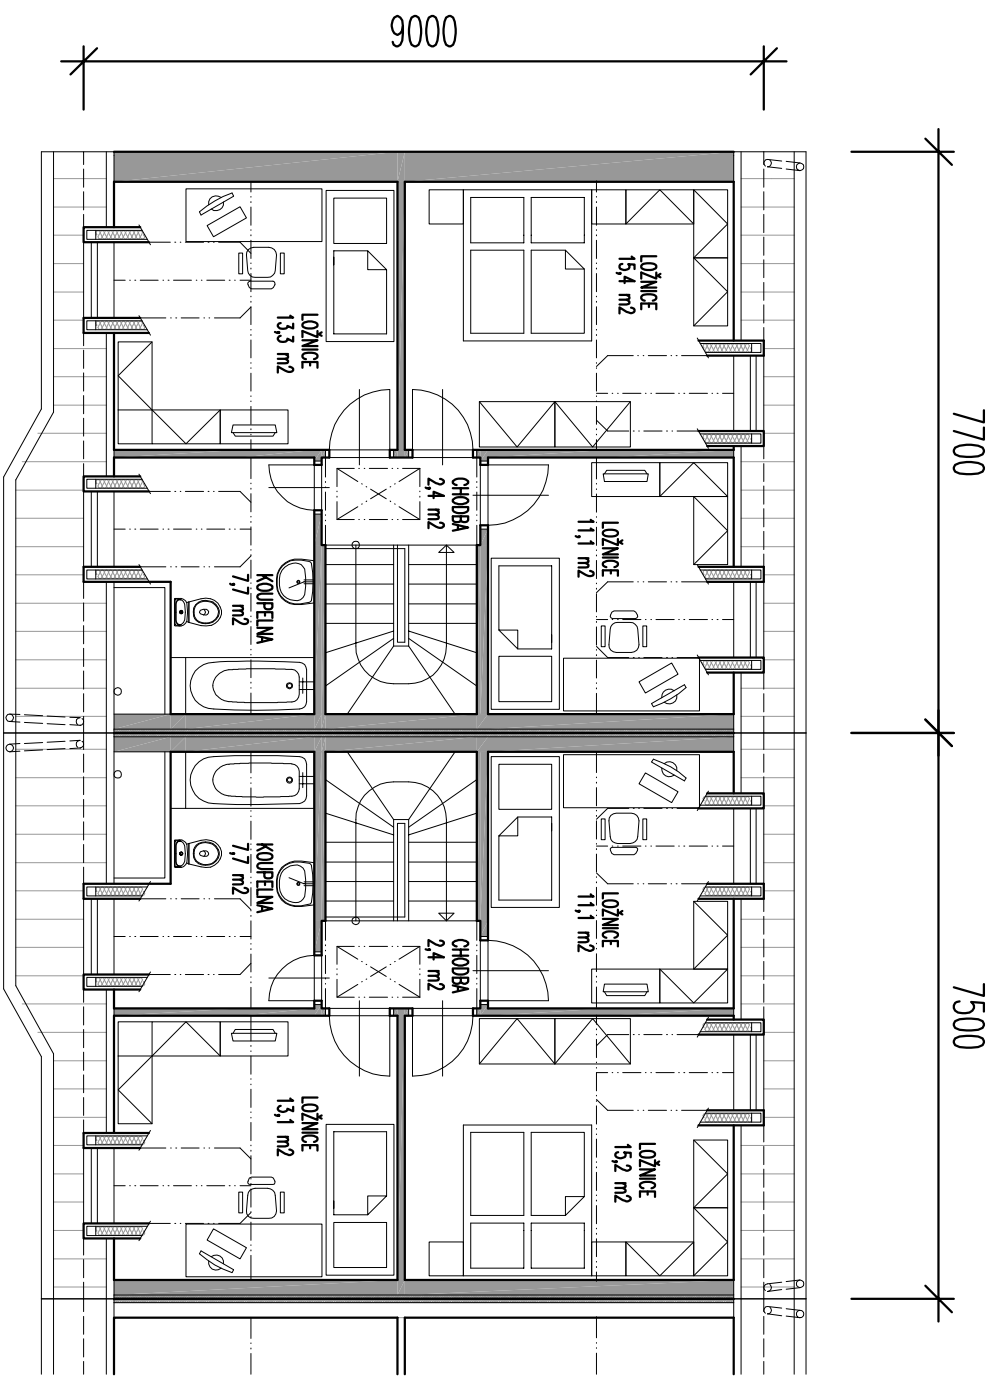 9000
7700
7500
LOŽNICE
15,4 m2
LOŽNICE
13,3 m2
CHODBA
2,4 m2
LOŽNICE
11,1 m2
KOUPELNA
7,7 m2
KOUPELNA
7,7 m2
LOŽNICE
11,1 m2
CHODBA
2,4 m2
LOŽNICE
13,1 m2
LOŽNICE
15,2 m2